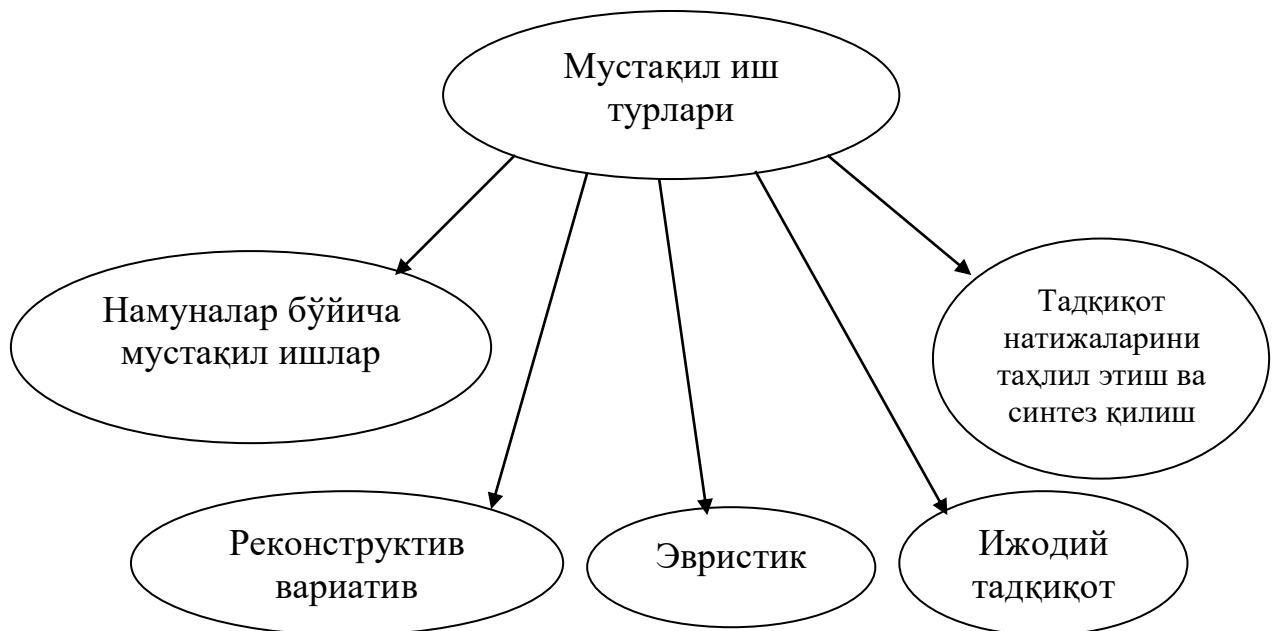 Мустақил иш
турлари
Намуналар бўйича
мустақил ишлар
Тадқиқот
натижаларини
таҳлил этиш ва
синтез қилиш
Реконструктив
вариатив
Эвристик
Ижодий
тадқиқот